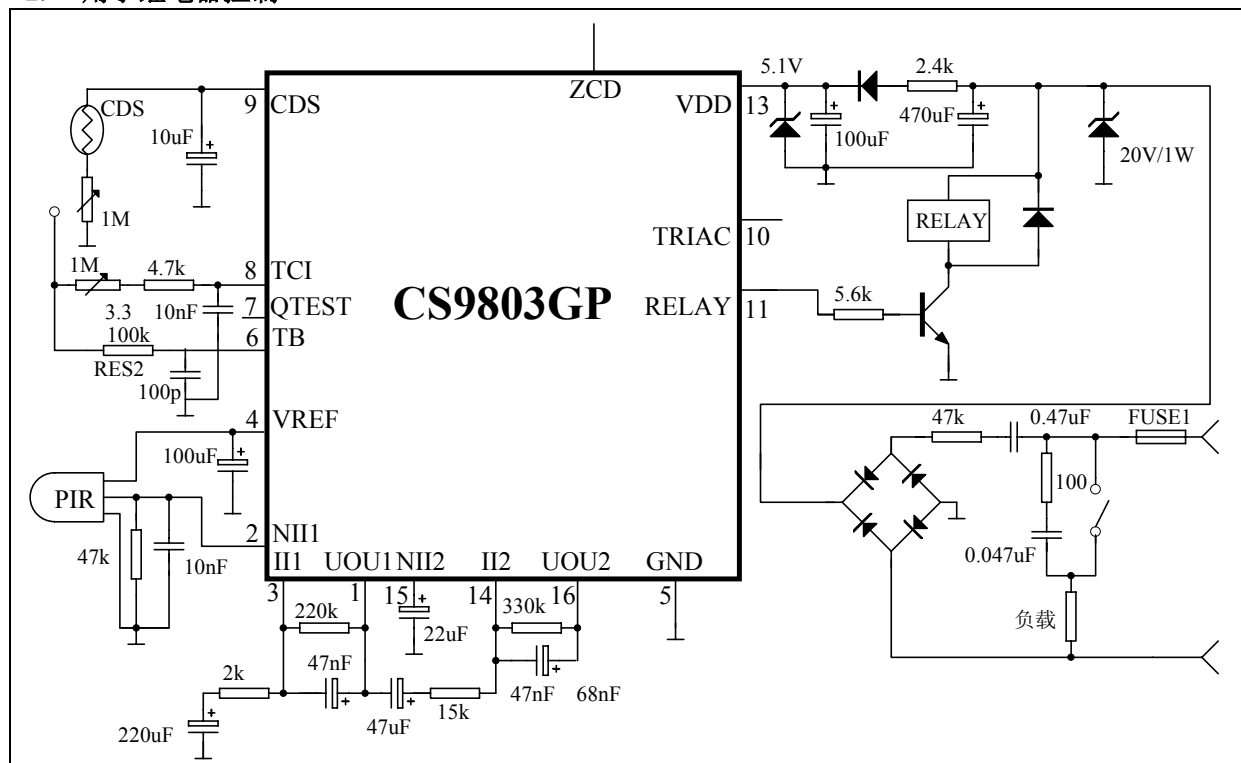 5.1V
2.4k
ZCD
VDD
13
9
CDS
CDS
10uF
100uF
470uF
20V/1W
1M
TRIAC
10
RELAY
1M
4.7k
8
TCI
CS9803GP
RELAY
11
5.6k
3.3
10nF
7
QTEST
100k
6
TB
RES2
100p
4
VREF
47k
0.47uF
FUSE1
100uF
PIR
100
2
NII1
47k
10nF
0.047uF
II1
UOU1
NII2
II2
UOU2
GND
3
1
15
14
16
5
220k
22uF
330k
负载
2k
47nF
47nF
68nF
220uF
47uF
15k